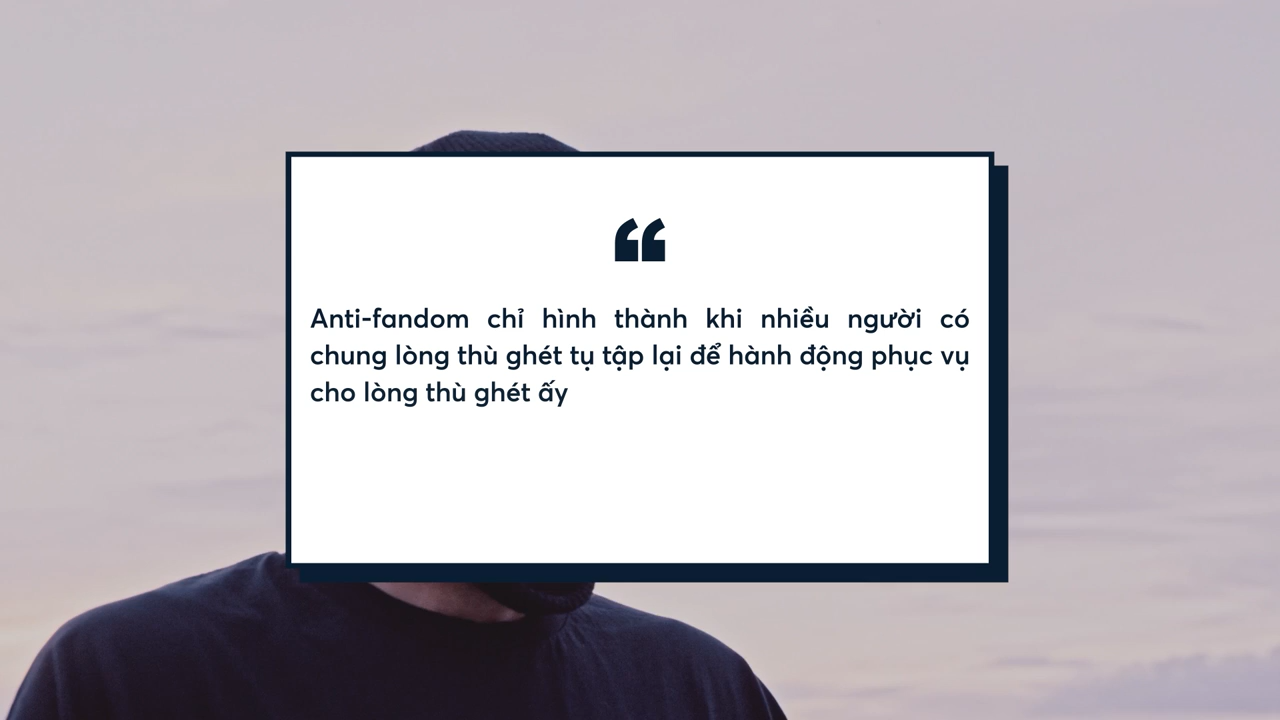 “
Anti-fandom chỉ hình thành khi nhiều người có
chung lòng thù ghét tụ tập lại để hành động phục vụ
cho lòng thù ghét ấy